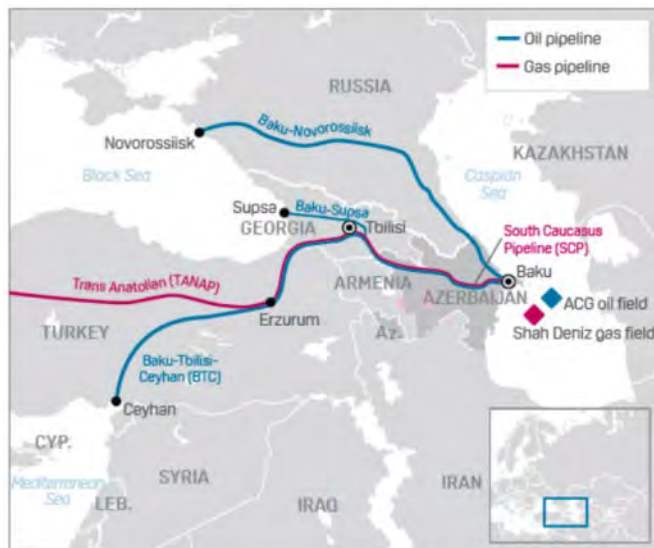 Oil pipeline
Gas pipeline
RUSSIA
Baku-Novorossiisk
Novorossiisk
KAZAKHSTAN
Black Sea
Caspian
Sea
Supsa
Baku-Supsa
Tbilisi
GEORGIA
South Caucasus
Pipeline (SCP)
Trans Anatolian (TANAP)
ARMENIA
Baku
AZERBAIJAN
ACG oil field
Erzurum
Shah Deniz gas field
TURKEY
Az.
Baku-Tbilisi-
Ceyhan (BTC)
Ceyhan
CYP.
SYRIA
Mediterranean
Sea
LEB.
IRAQ
IRAN